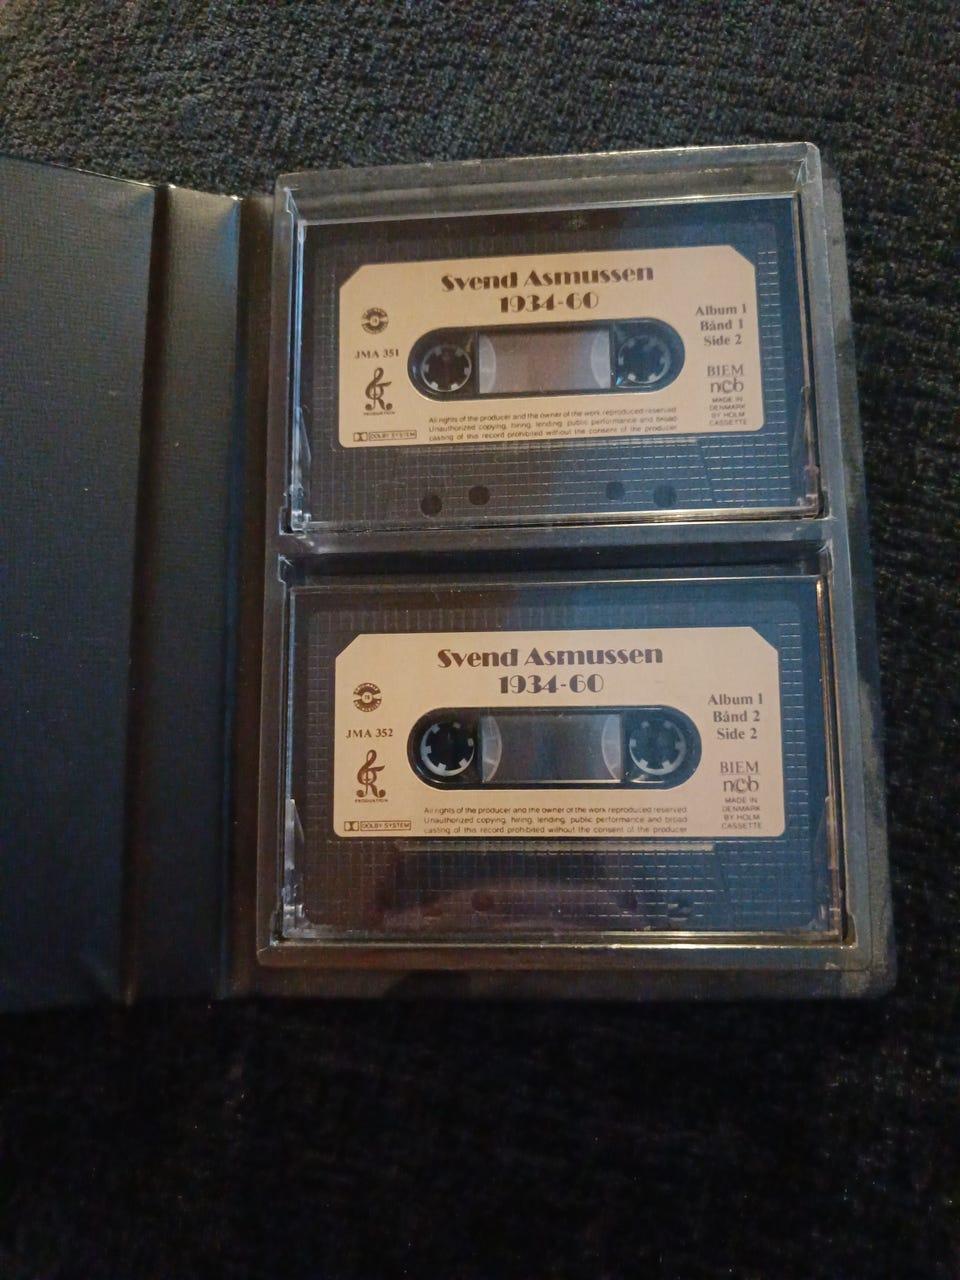 Svend Asmussen
1934-60
JMA 351
PRODUKTION
DOLBY SYSTEM
Album 1
Bånd 1
Side 2
BIEM
ncb
MADE IN
DENMARK
BY HOLM
CASSETTE
All rights of the producer and the owner of the work reproduced reserved
Unauthorized copying, hiring, lending, public performance and broad
casting of this record prohibited without the consent of the producer
Svend Asmussen
1934-60
JMA 352
PRODUKTION
DOLBY SYSTEM
Album 1
Bånd 2
Side 2
BIEM
ncb
MADE IN
DENMARK
BY HOLM
CASSETTE
All rights of the producer and the owner of the work reproduced reserved
Unauthorized copying, hiring, lending, public performance and broad
casting of this record prohibited without the consent of the producer